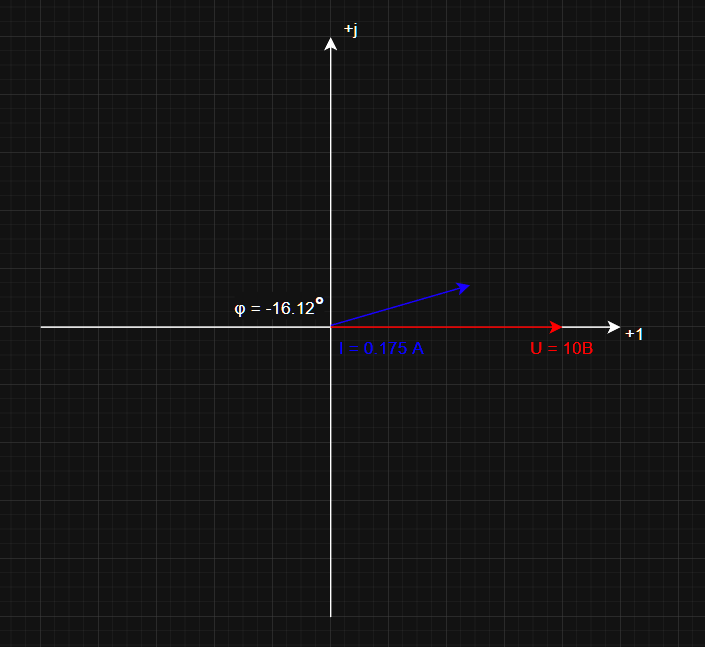 +j
φ = -16.12°
+1
I = 0.175 A
U = 10В